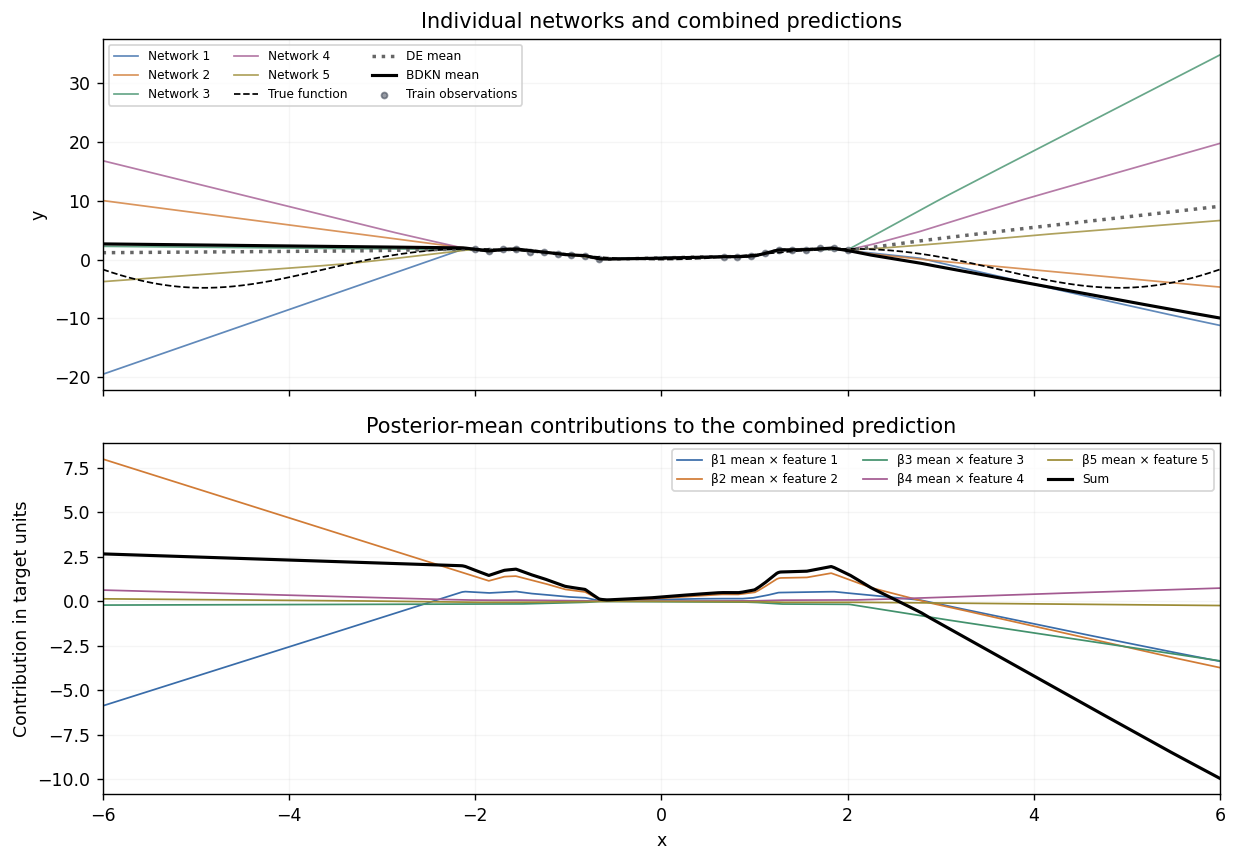 Individual networks and combined predictions
Network 1 Network 4 DE mean
Network 2 Network 5 BDKN mean
Network 3 True function Train observations
30
20
10
0
−10
−20
y
Posterior-mean contributions to the combined prediction
β1 mean × feature 1 β3 mean × feature 3 β5 mean × feature 5
β2 mean × feature 2 β4 mean × feature 4 Sum
7.5
5.0
2.5
0.0
−2.5
−5.0
−7.5
−10.0
Contribution in target units
−6 −4 −2 0 2 4 6
x